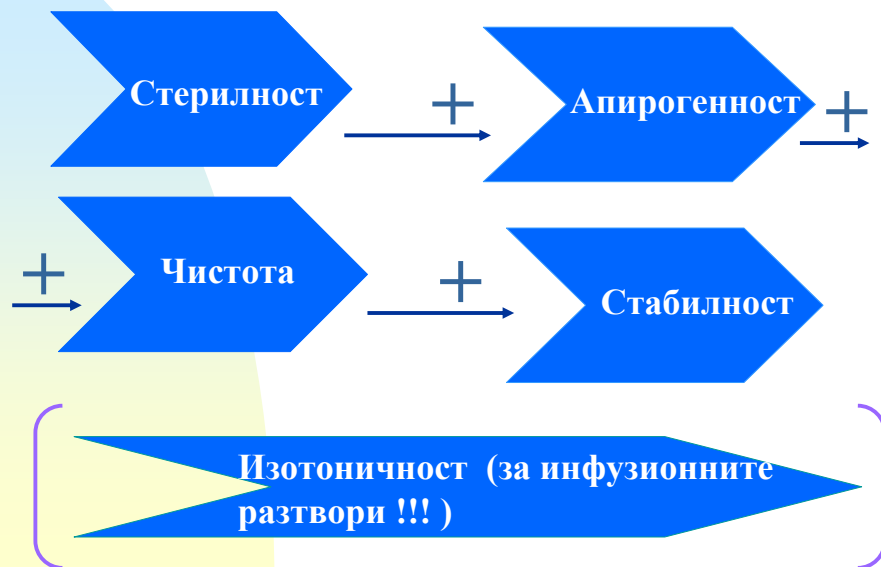 Стерилност
+
Апирогенност
+
+
Чистота
+
Стабилност
Изотоничност (за инфузионните
разтвори !!! )